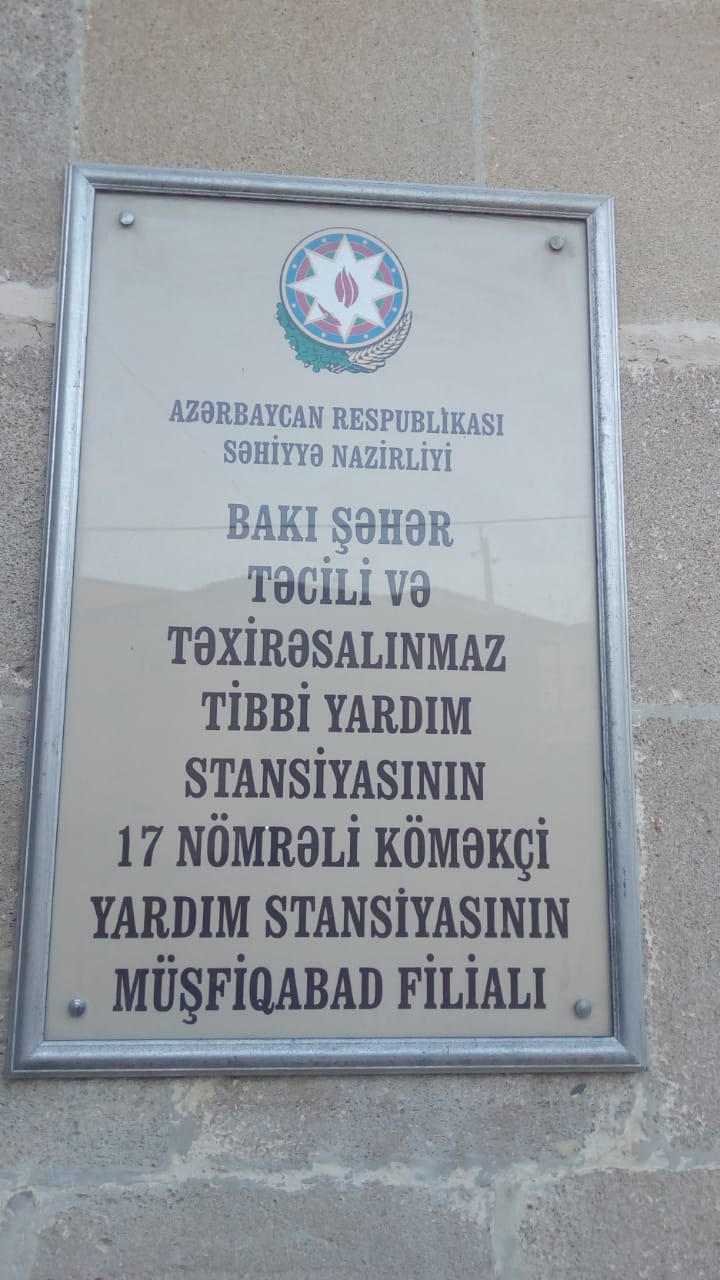 AZƏRBAYCAN RESPUBLİKASI
SƏHİYYƏ NAZİRLİYİ
BAKI ŞƏHƏR
TƏCİLİ VƏ
TƏXİRƏSALINMAZ
TİBBİ YARDIM
STANSİYASININ
17 NÖMRƏLİ KÖMƏKÇİ
YARDIM STANSİYASININ
MÜŞFİQABAD FİLİALI